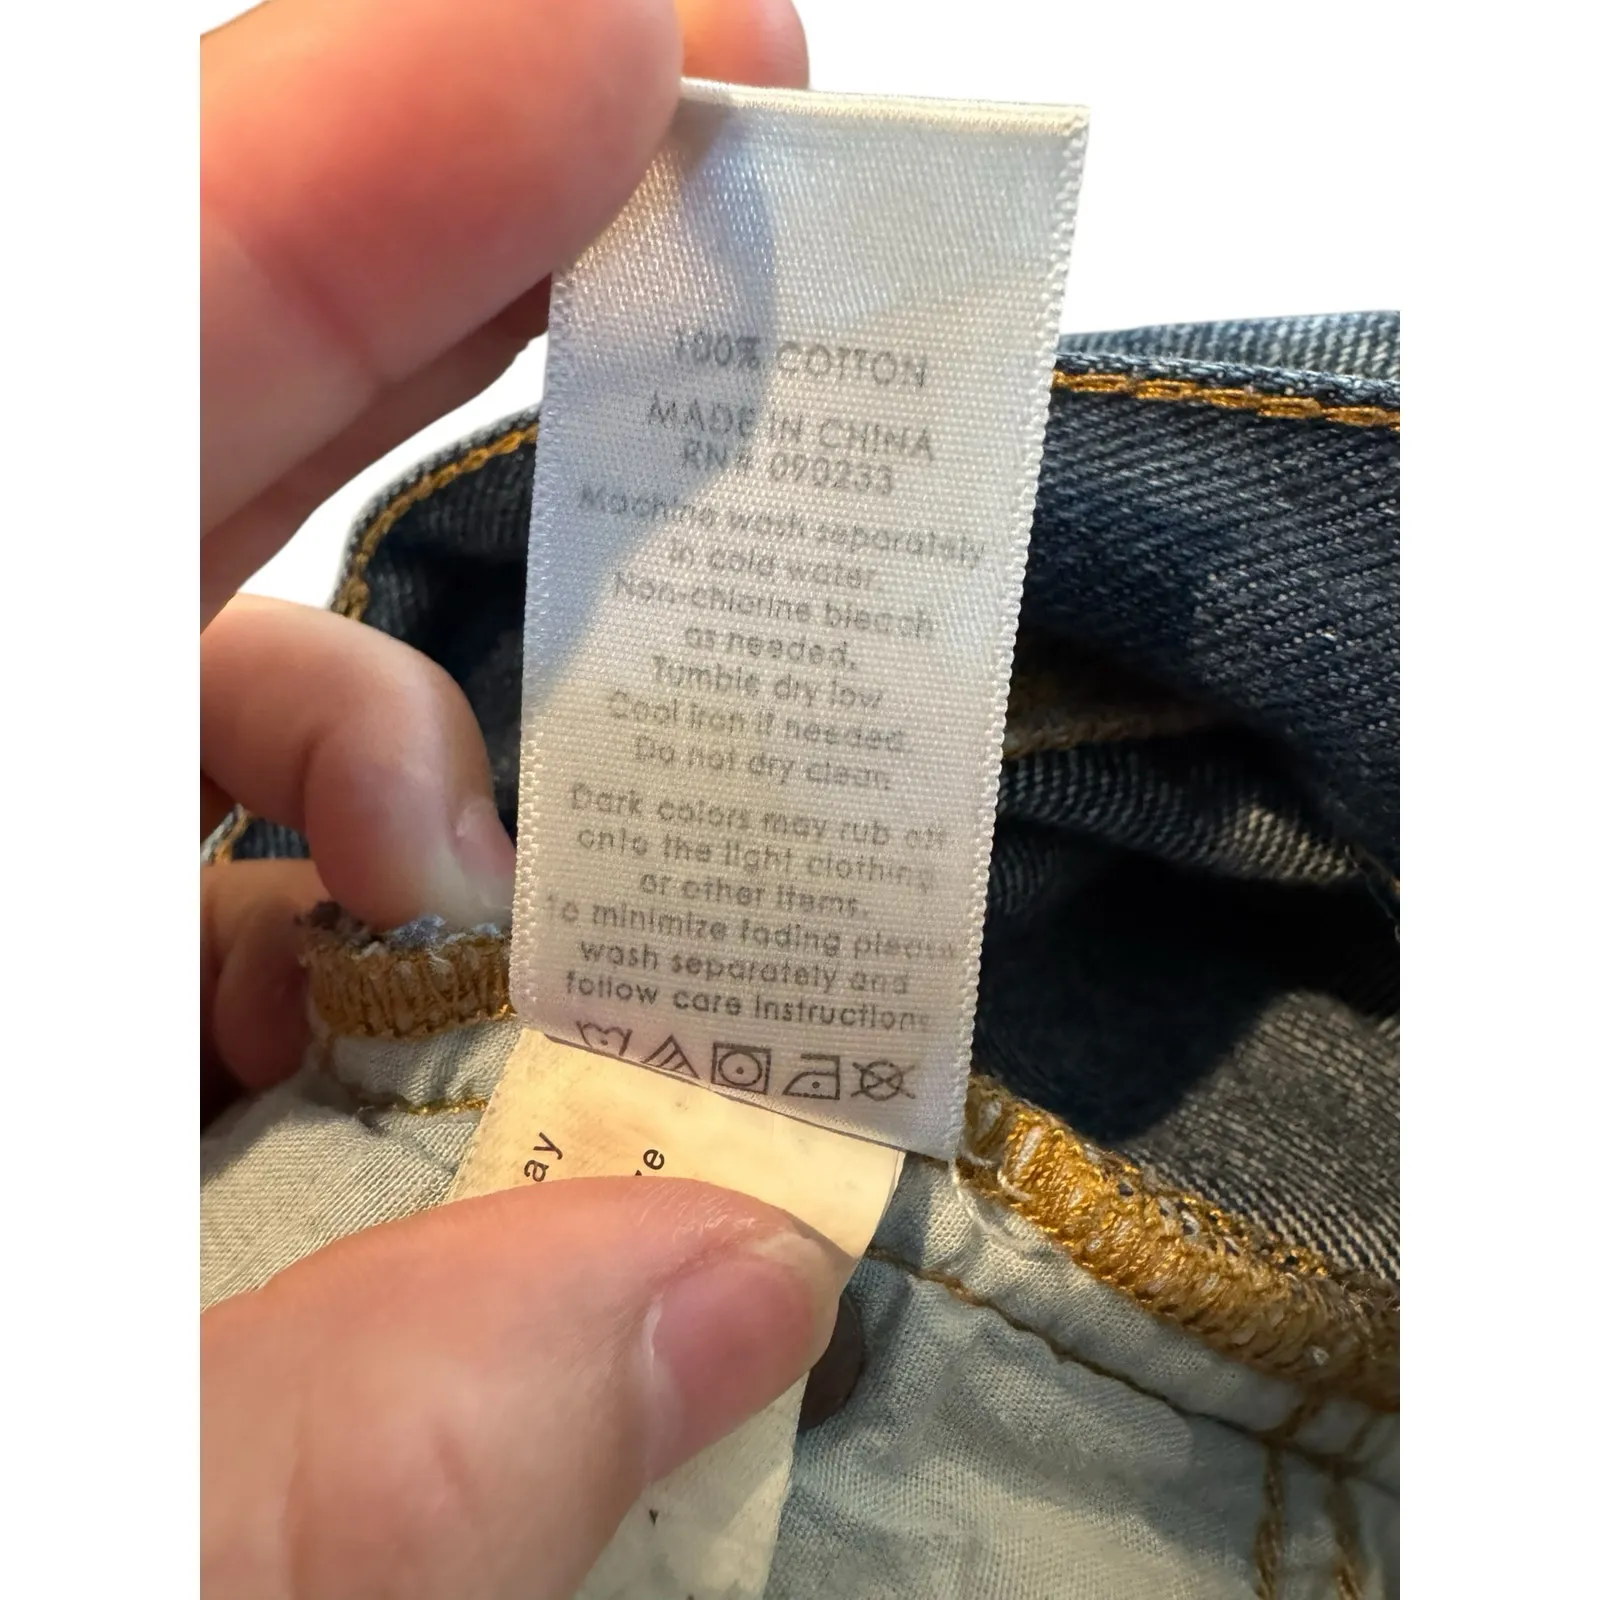 100% COTTON
MADE IN CHINA
RN# 090233
Machine wash separately
in cold water.
Non-chlorine bleach
as needed.
Tumble dry low
Cool iron if needed.
Do not dry clean.
Dark colors may rub off
onto the light clothing
or other items.
To minimize fading please
wash separately and
follow care instructions
ay